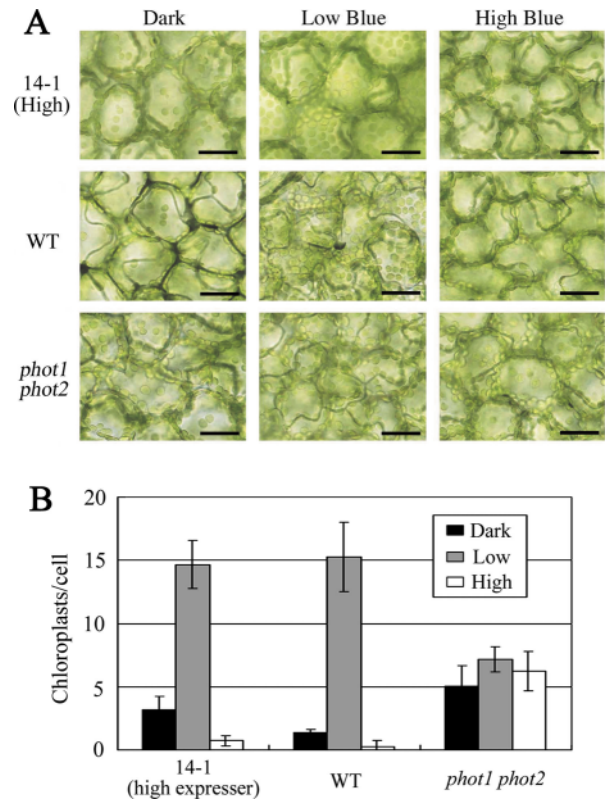 A
Dark Low Blue High Blue
14-1
(High)
WT
phot1
phot2
B
Chloroplasts/cell
20
15
10
5
0
Dark
Low
High
14-1
(high expresser)
WT
phot1 phot2